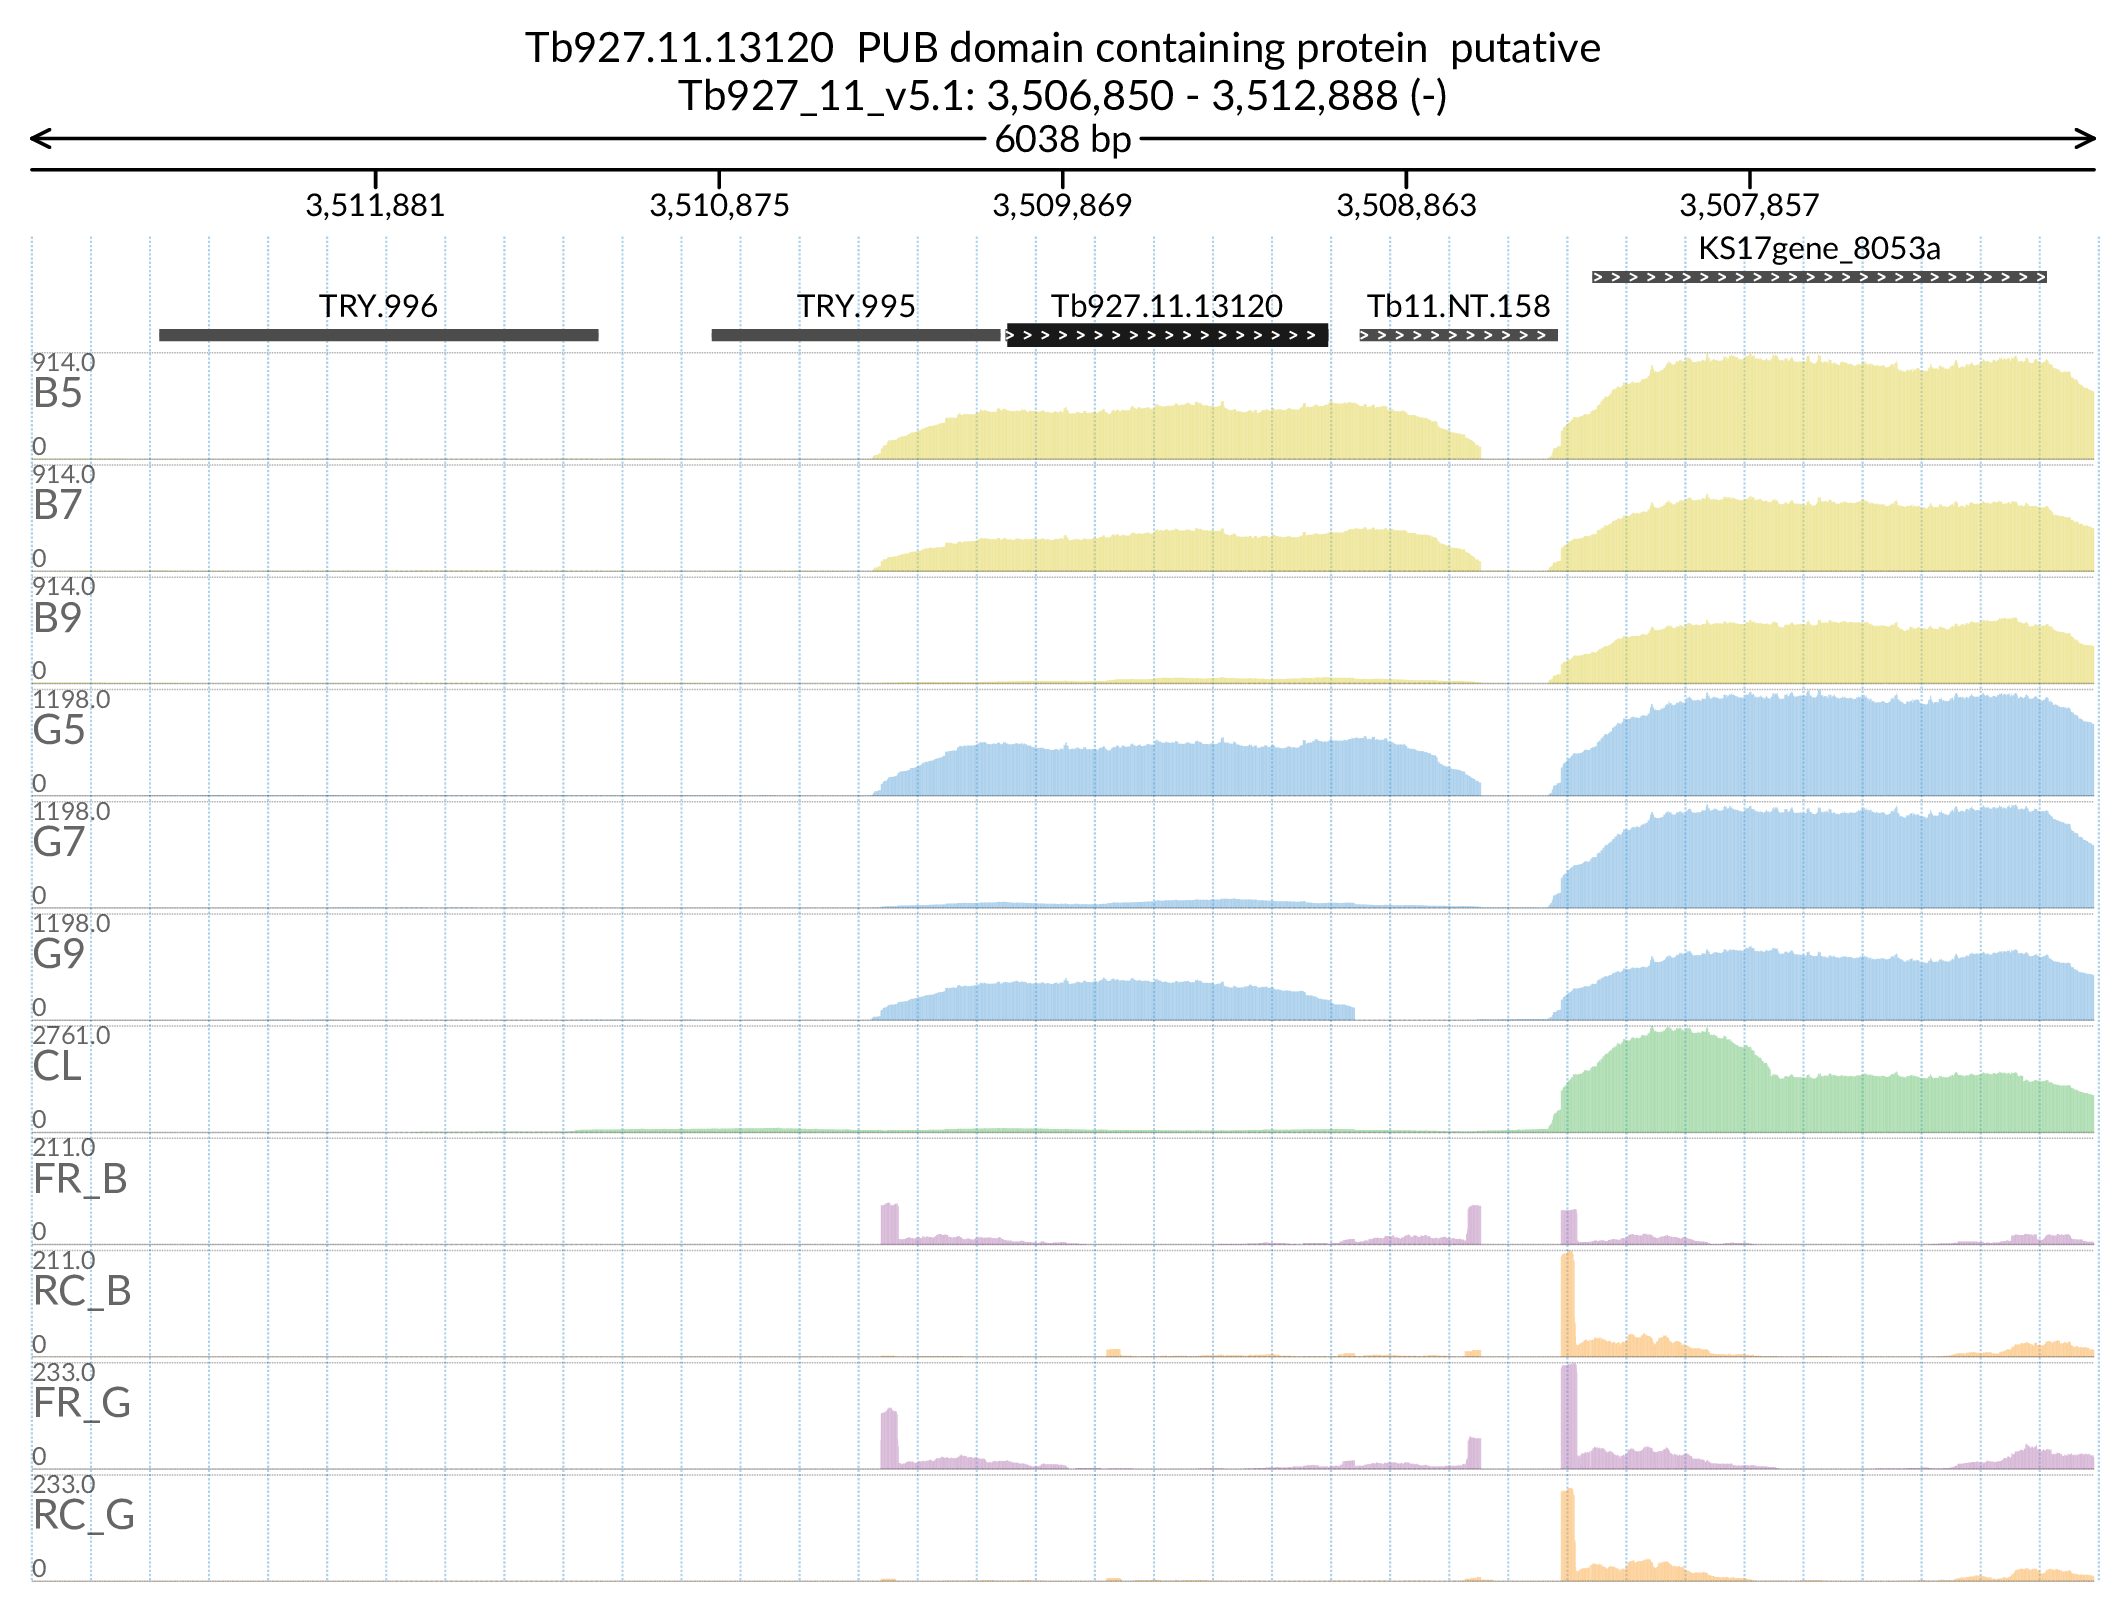 Tb927.11.13120  PUB domain containing protein  putative
Tb927_11_v5.1: 3,506,850 - 3,512,888 (-)
6038 bp
3,511,881 3,510,875 3,509,869 3,508,863 3,507,857
KS17gene_8053a
TRY.996 TRY.995 Tb927.11.13120 Tb11.NT.158
914.0
B5
0
914.0
B7
0
914.0
B9
0
1198.0
G5
0
1198.0
G7
0
1198.0
G9
0
2761.0
CL
0
211.0
FR_B
0
211.0
RC_B
0
233.0
FR_G
0
233.0
RC_G
0